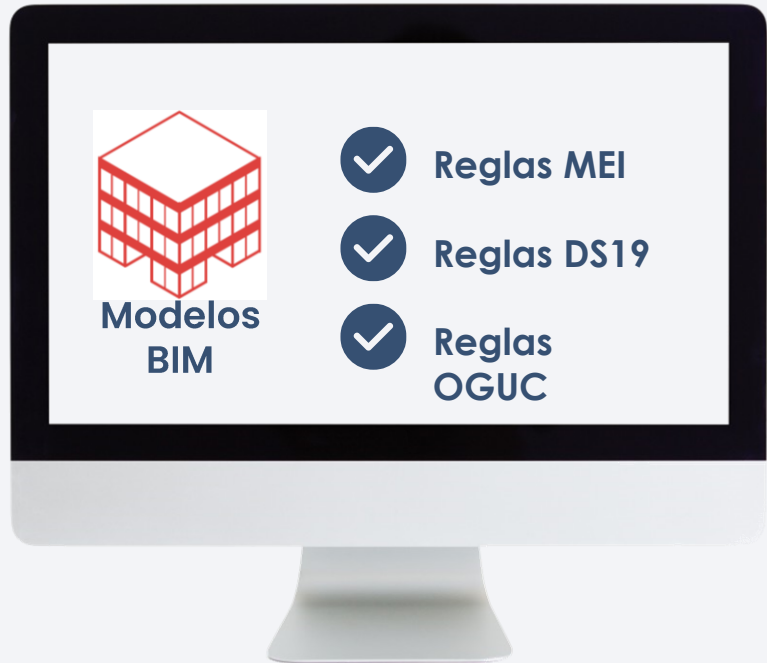 Modelos
BIM
Reglas MEI
Reglas DS19
Reglas
OGUC